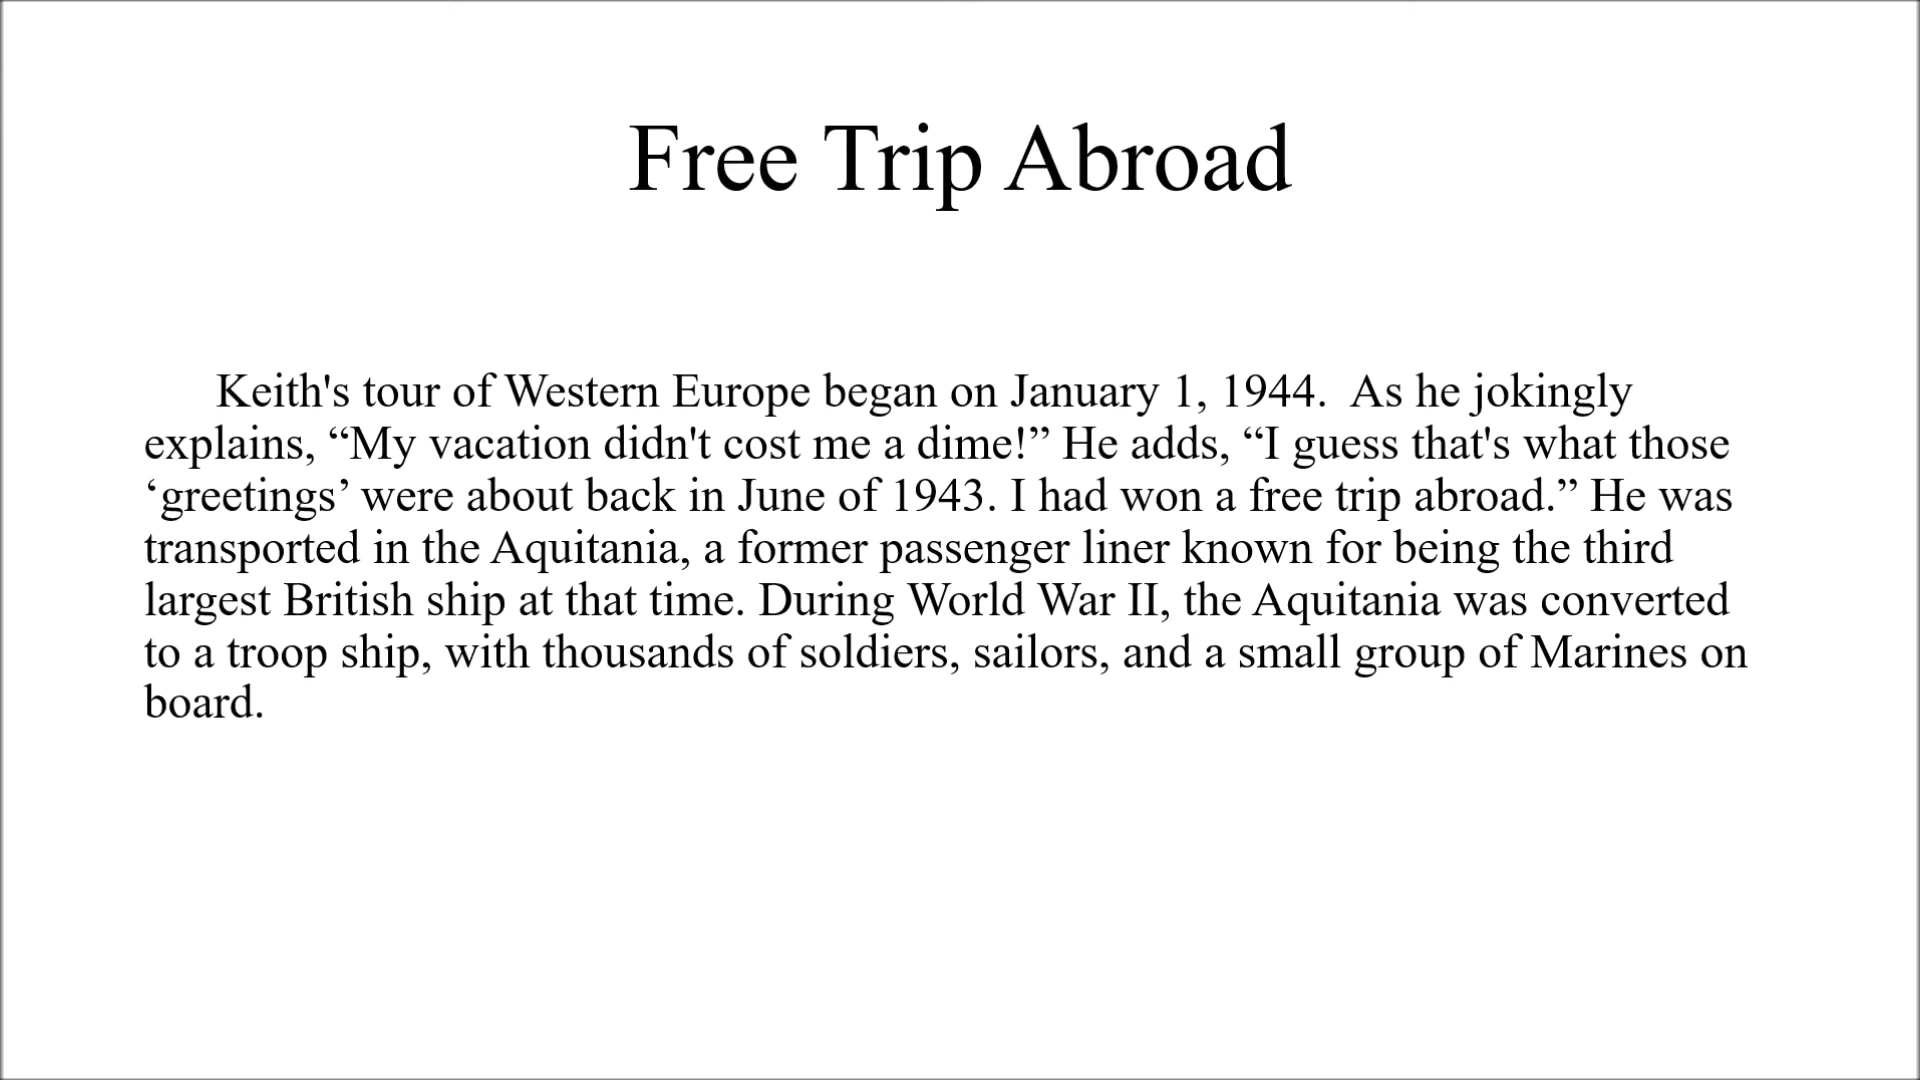 Free Trip Abroad
Keith's tour of Western Europe began on January 1, 1944.  As he jokingly
explains, “My vacation didn't cost me a dime!” He adds, “I guess that's what those
‘greetings’ were about back in June of 1943. I had won a free trip abroad.” He was
transported in the Aquitania, a former passenger liner known for being the third
largest British ship at that time. During World War II, the Aquitania was converted
to a troop ship, with thousands of soldiers, sailors, and a small group of Marines on
board.